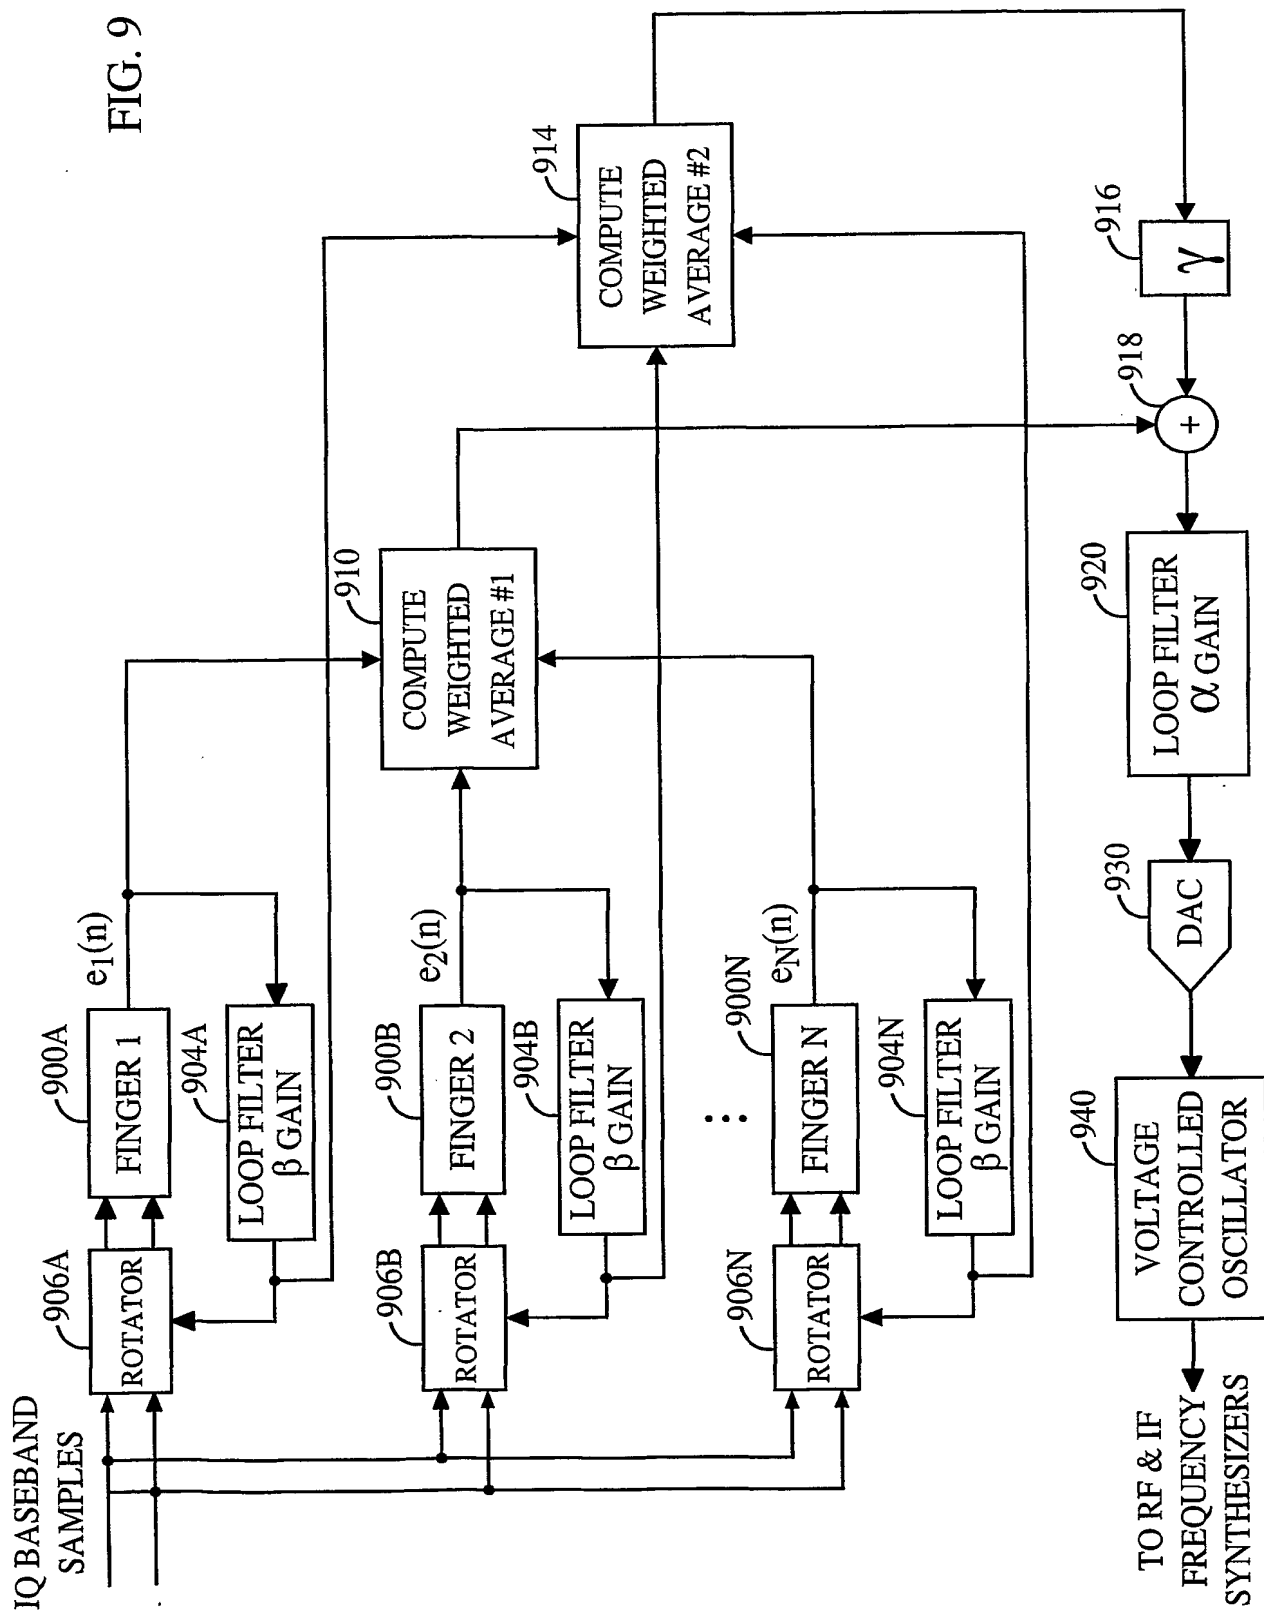 FIG. 9
IQ BASEBAND
SAMPLES
906A
ROTATOR
900A
FINGER 1
e1(n)
904A
LOOP FILTER
β GAIN
906B
ROTATOR
900B
FINGER 2
e2(n)
904B
LOOP FILTER
β GAIN
...
906N
ROTATOR
900N
FINGER N
eN(n)
904N
LOOP FILTER
β GAIN
910
COMPUTE
WEIGHTED
AVERAGE #1
914
COMPUTE
WEIGHTED
AVERAGE #2
916
γ
918
+
920
LOOP FILTER
α GAIN
930
DAC
940
VOLTAGE
CONTROLLED
OSCILLATOR
TO RF & IF
FREQUENCY
SYNTHESIZERS